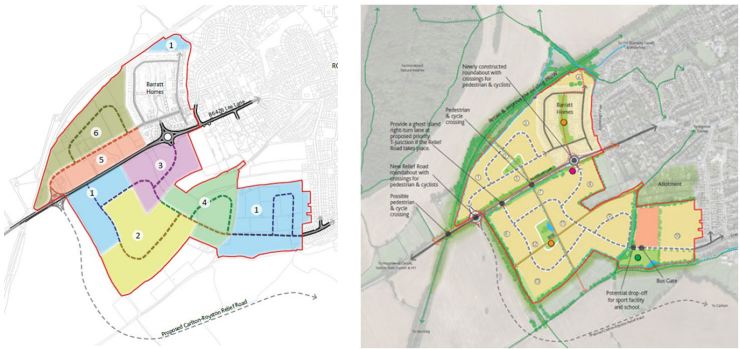 1
Barratt
Homes
RO
B6428 Lee Lane
6
5
3
1
4
1
2
Proposed Carlton-Royston Relief Road
Newly constructed
roundabout with
crossings for
pedestrian & cyclists
Barratt
Homes
Pedestrian
& cycle
crossing
Provide a ghost island
right-turn lane at
proposed priority
T-junction if the Relief
Road takes place.
New Relief Road
roundabout with
crossings for
pedestrian & cyclists
Possible
pedestrian
& cycle
crossing
Allotment
Potential drop-off
for sport facility
and school
Bus Gate
To Carlton